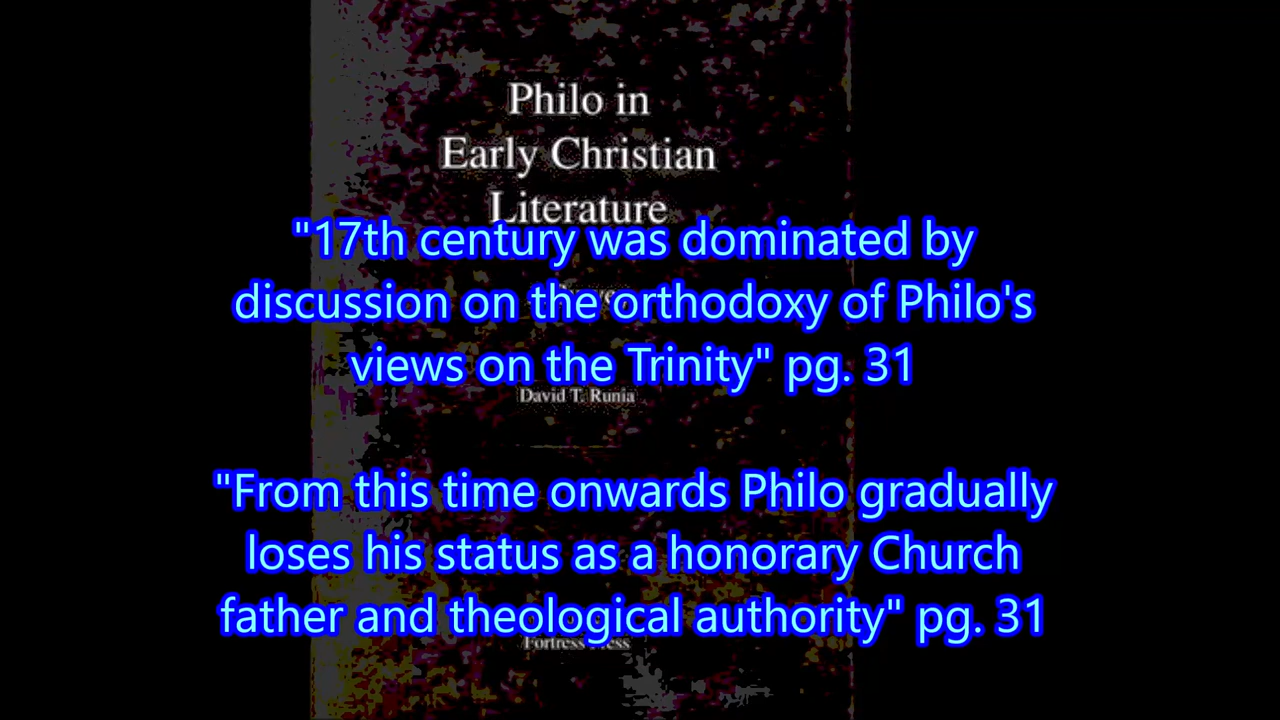 Philo in
Early Christian
Literature
"17th century was dominated by
discussion on the orthodoxy of Philo's
views on the Trinity" pg. 31
David T. Runia
"From this time onwards Philo gradually
loses his status as a honorary Church
father and theological authority" pg. 31
Fortress Press